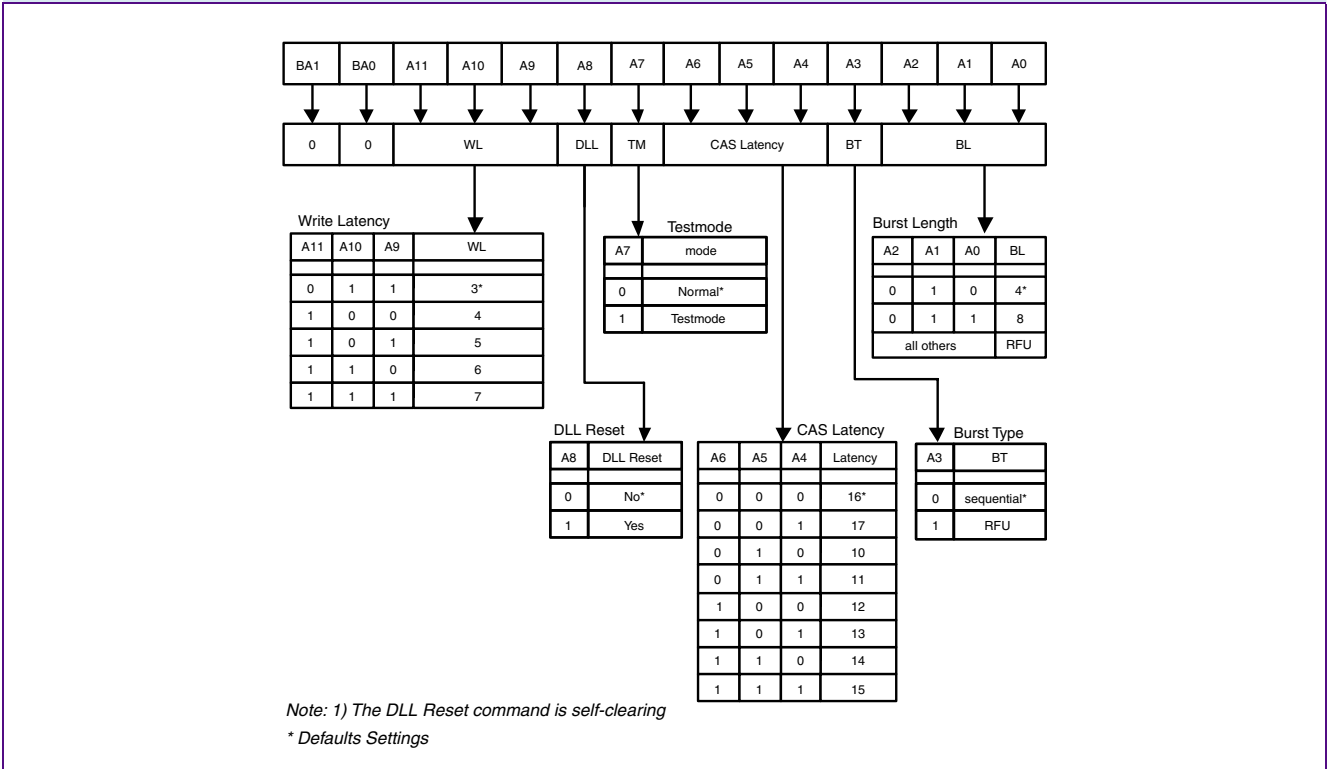 BA1 BA0 A11 A10 A9 A8 A7 A6 A5 A4 A3 A2 A1 A0
0 0 WL DLL TM CAS Latency BT BL
Write Latency
A11 A10 A9 WL
0 1 1 3*
1 0 0 4
1 0 1 5
1 1 0 6
1 1 1 7
Testmode
A7 mode
0 Normal*
1 Testmode
Burst Length
A2 A1 A0 BL
0 1 0 4*
0 1 1 8
all others RFU
DLL Reset
A8 DLL Reset
0 No*
1 Yes
CAS Latency
A6 A5 A4 Latency
0 0 0 16*
0 0 1 17
0 1 0 10
0 1 1 11
1 0 0 12
1 0 1 13
1 1 0 14
1 1 1 15
Burst Type
A3 BT
0 sequential*
1 RFU
Note: 1) The DLL Reset command is self-clearing
* Defaults Settings